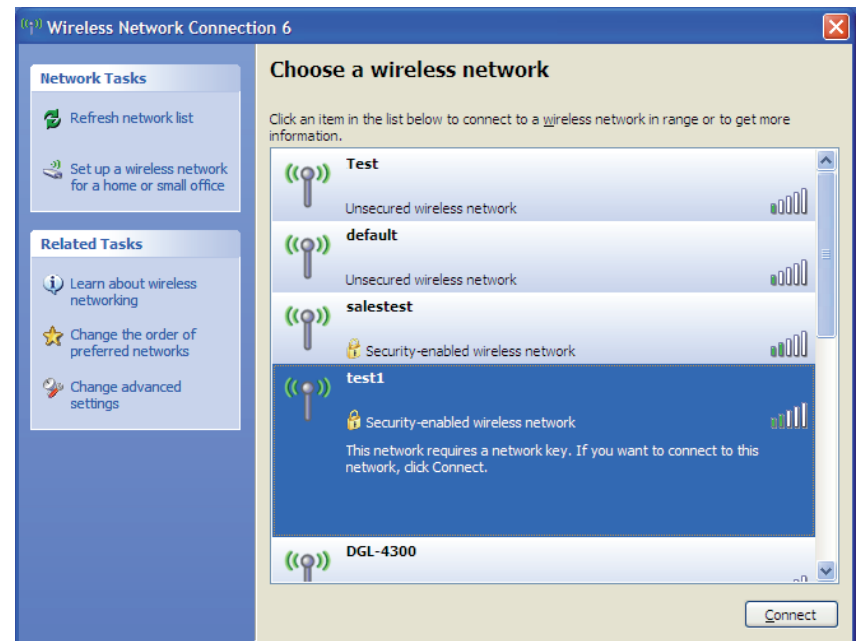 Wireless Network Connection 6
Network Tasks
Refresh network list
Set up a wireless network
for a home or small office
Related Tasks
Learn about wireless
networking
Change the order of
preferred networks
Change advanced
settings
Choose a wireless network
Click an item in the list below to connect to a wireless network in range or to get more
information.
Test
Unsecured wireless network
default
Unsecured wireless network
salestest
Security-enabled wireless network
test1
Security-enabled wireless network
This network requires a network key. If you want to connect to this
network, click Connect.
DGL-4300
Connect